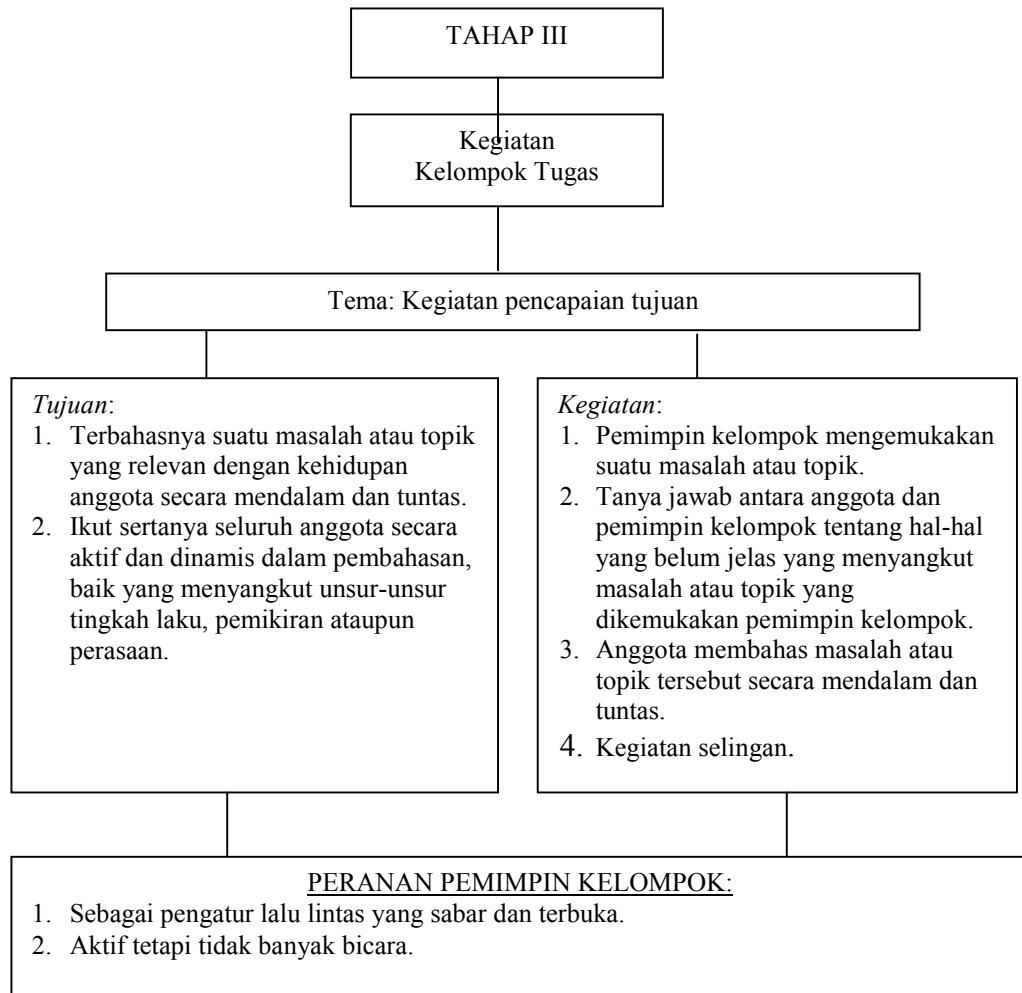 TAHAP III
Kegiatan
Kelompok Tugas
Tema: Kegiatan pencapaian tujuan
Tujuan:
1. Terbahasnya suatu masalah atau topik
yang relevan dengan kehidupan
anggota secara mendalam dan tuntas.
2. Ikut sertanya seluruh anggota secara
aktif dan dinamis dalam pembahasan,
baik yang menyangkut unsur-unsur
tingkah laku, pemikiran ataupun
perasaan.
Kegiatan:
1. Pemimpin kelompok mengemukakan
suatu masalah atau topik.
2. Tanya jawab antara anggota dan
pemimpin kelompok tentang hal-hal
yang belum jelas yang menyangkut
masalah atau topik yang
dikemukakan pemimpin kelompok.
3. Anggota membahas masalah atau
topik tersebut secara mendalam dan
tuntas.
4. Kegiatan selingan.
PERANAN PEMIMPIN KELOMPOK:
1. Sebagai pengatur lalu lintas yang sabar dan terbuka.
2. Aktif tetapi tidak banyak bicara.